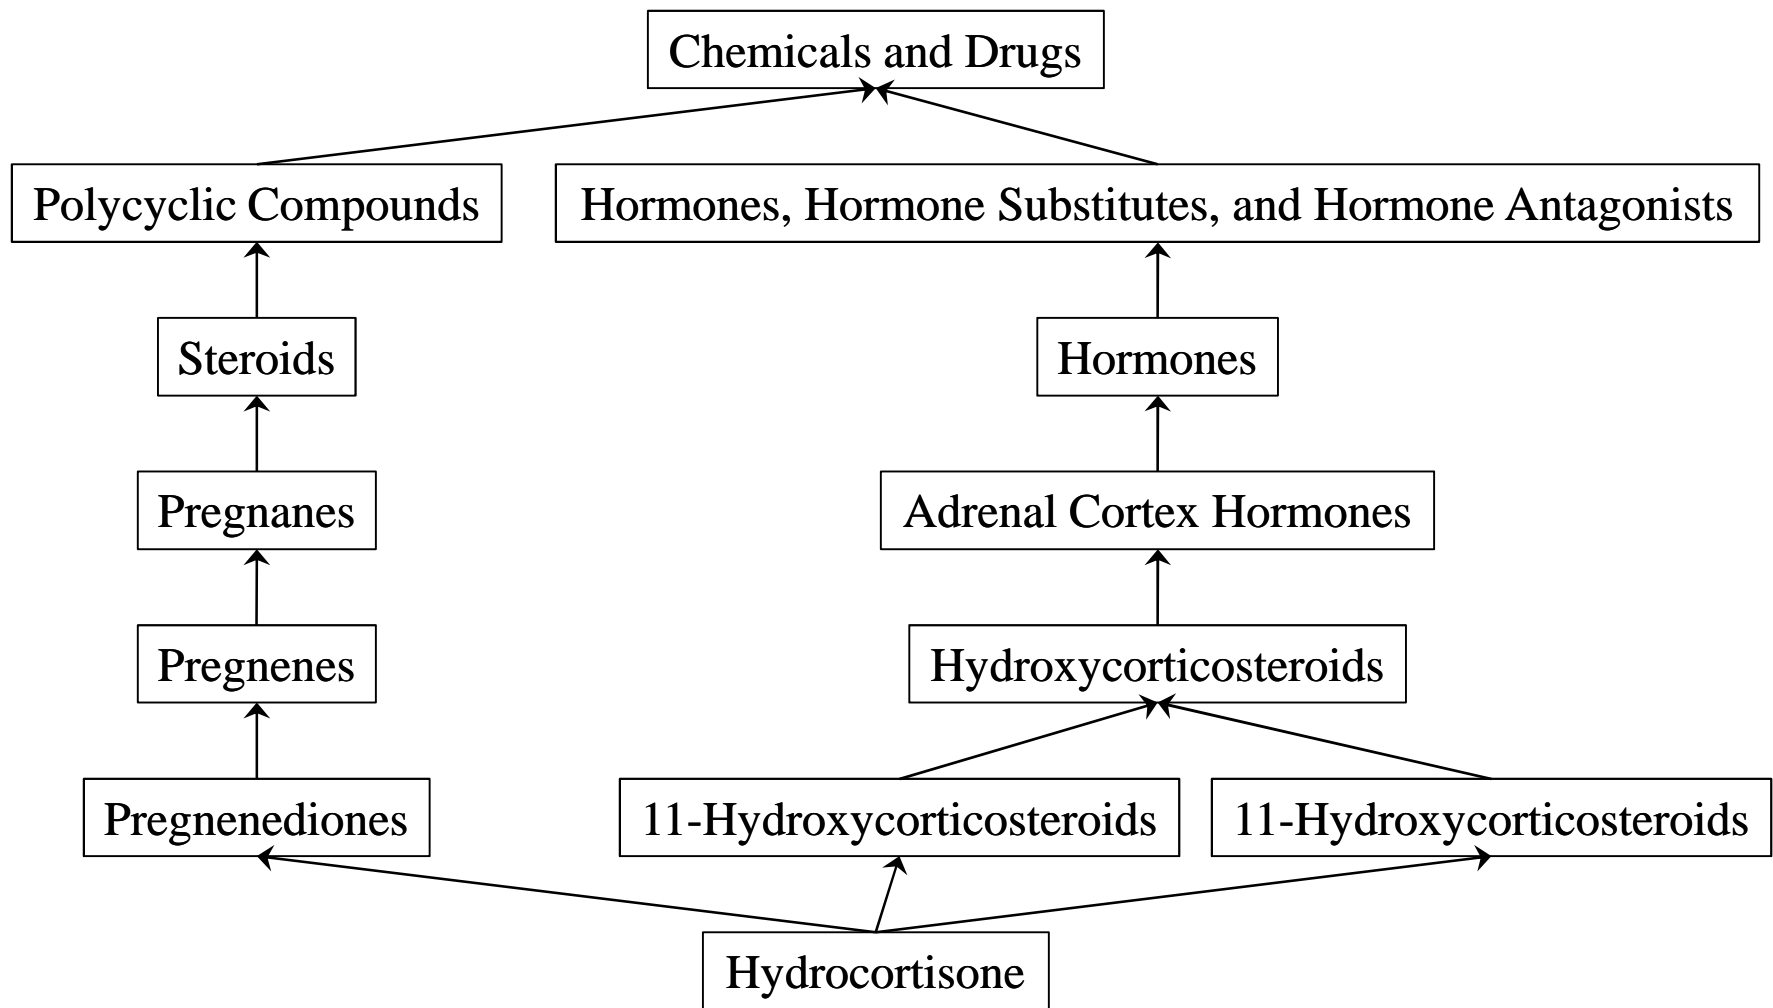 Chemicals and Drugs
Polycyclic Compounds
Hormones, Hormone Substitutes, and Hormone Antagonists
Steroids
Hormones
Pregnanes
Adrenal Cortex Hormones
Pregnenes
Hydroxycorticosteroids
Pregnenediones
11-Hydroxycorticosteroids
11-Hydroxycorticosteroids
Hydrocortisone